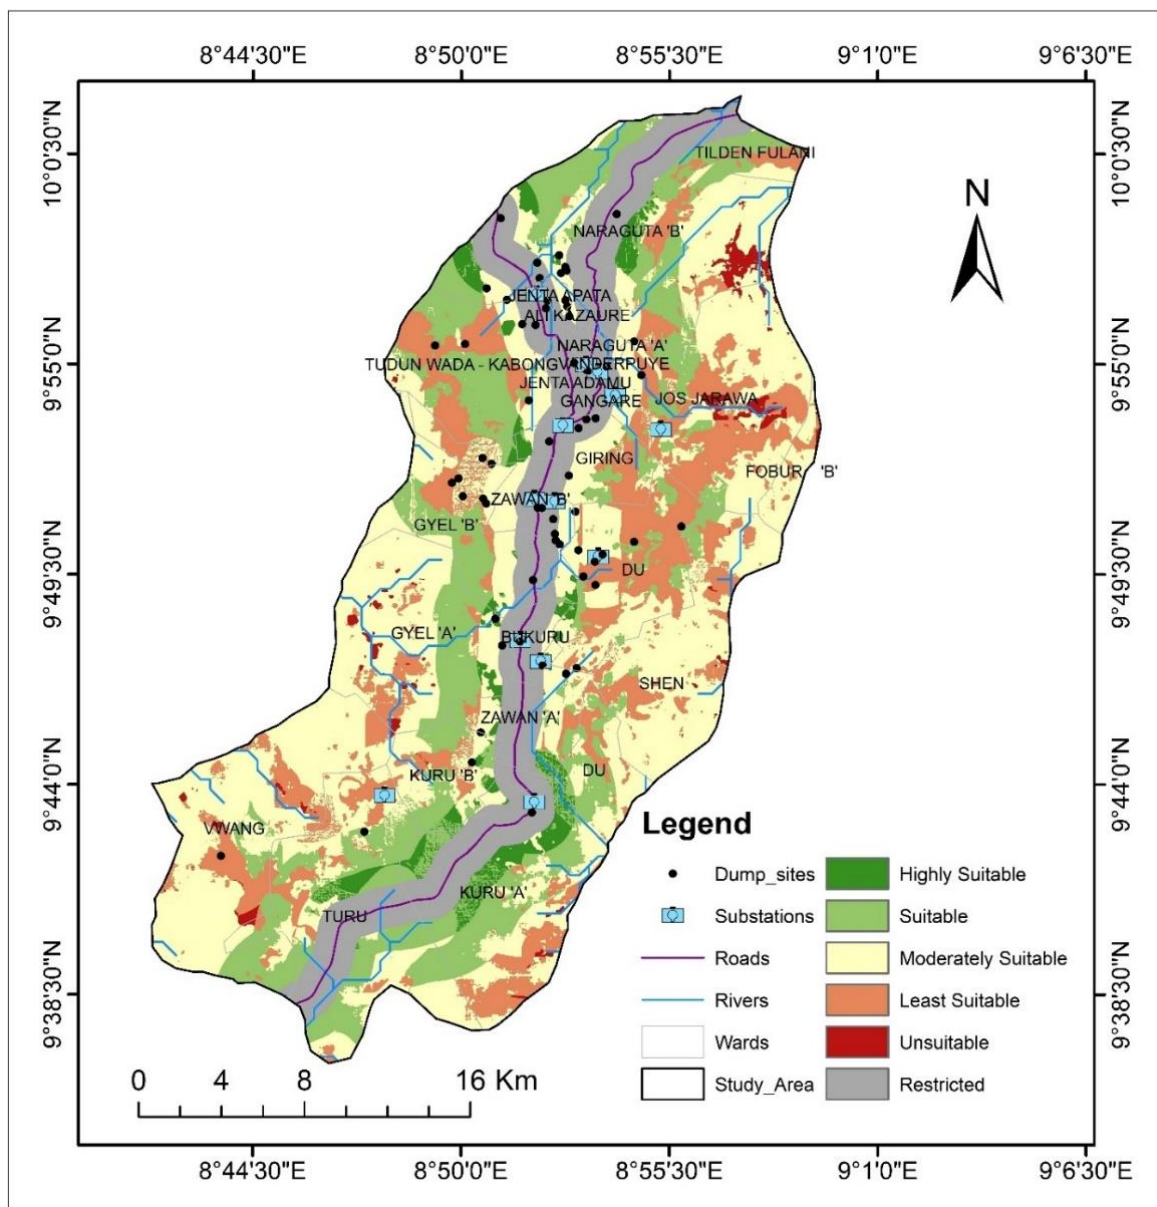 8°44'30"E 8°50'0"E 8°55'30"E 9°1'0"E 9°6'30"E
10°0'30"N
10°0'30"N
9°55'0"N
9°55'0"N
9°49'30"N
9°49'30"N
9°44'0"N
9°44'0"N
9°38'30"N
9°38'30"N
N
TILDEN FULANI
NARAGUTA 'B'
JENTA APATA
ALI KAZAURE
NARAGUTA 'A'
TUDUN WADA - KABONG
VANDERPUYE
JENTA ADAMU
GANGARE
JOS JARAWA
GIRING
FOBUR 'B'
ZAWAN 'B'
GYEL 'B'
DU
GYEL 'A'
BUKURU
SHEN
ZAWAN 'A'
KURU 'B'
DU
VWANG
KURU 'A'
TURU
Legend
Dump_sites
Substations
Roads
Rivers
Wards
Study_Area
Highly Suitable
Suitable
Moderately Suitable
Least Suitable
Unsuitable
Restricted
0 4 8 16 Km
8°44'30"E 8°50'0"E 8°55'30"E 9°1'0"E 9°6'30"E